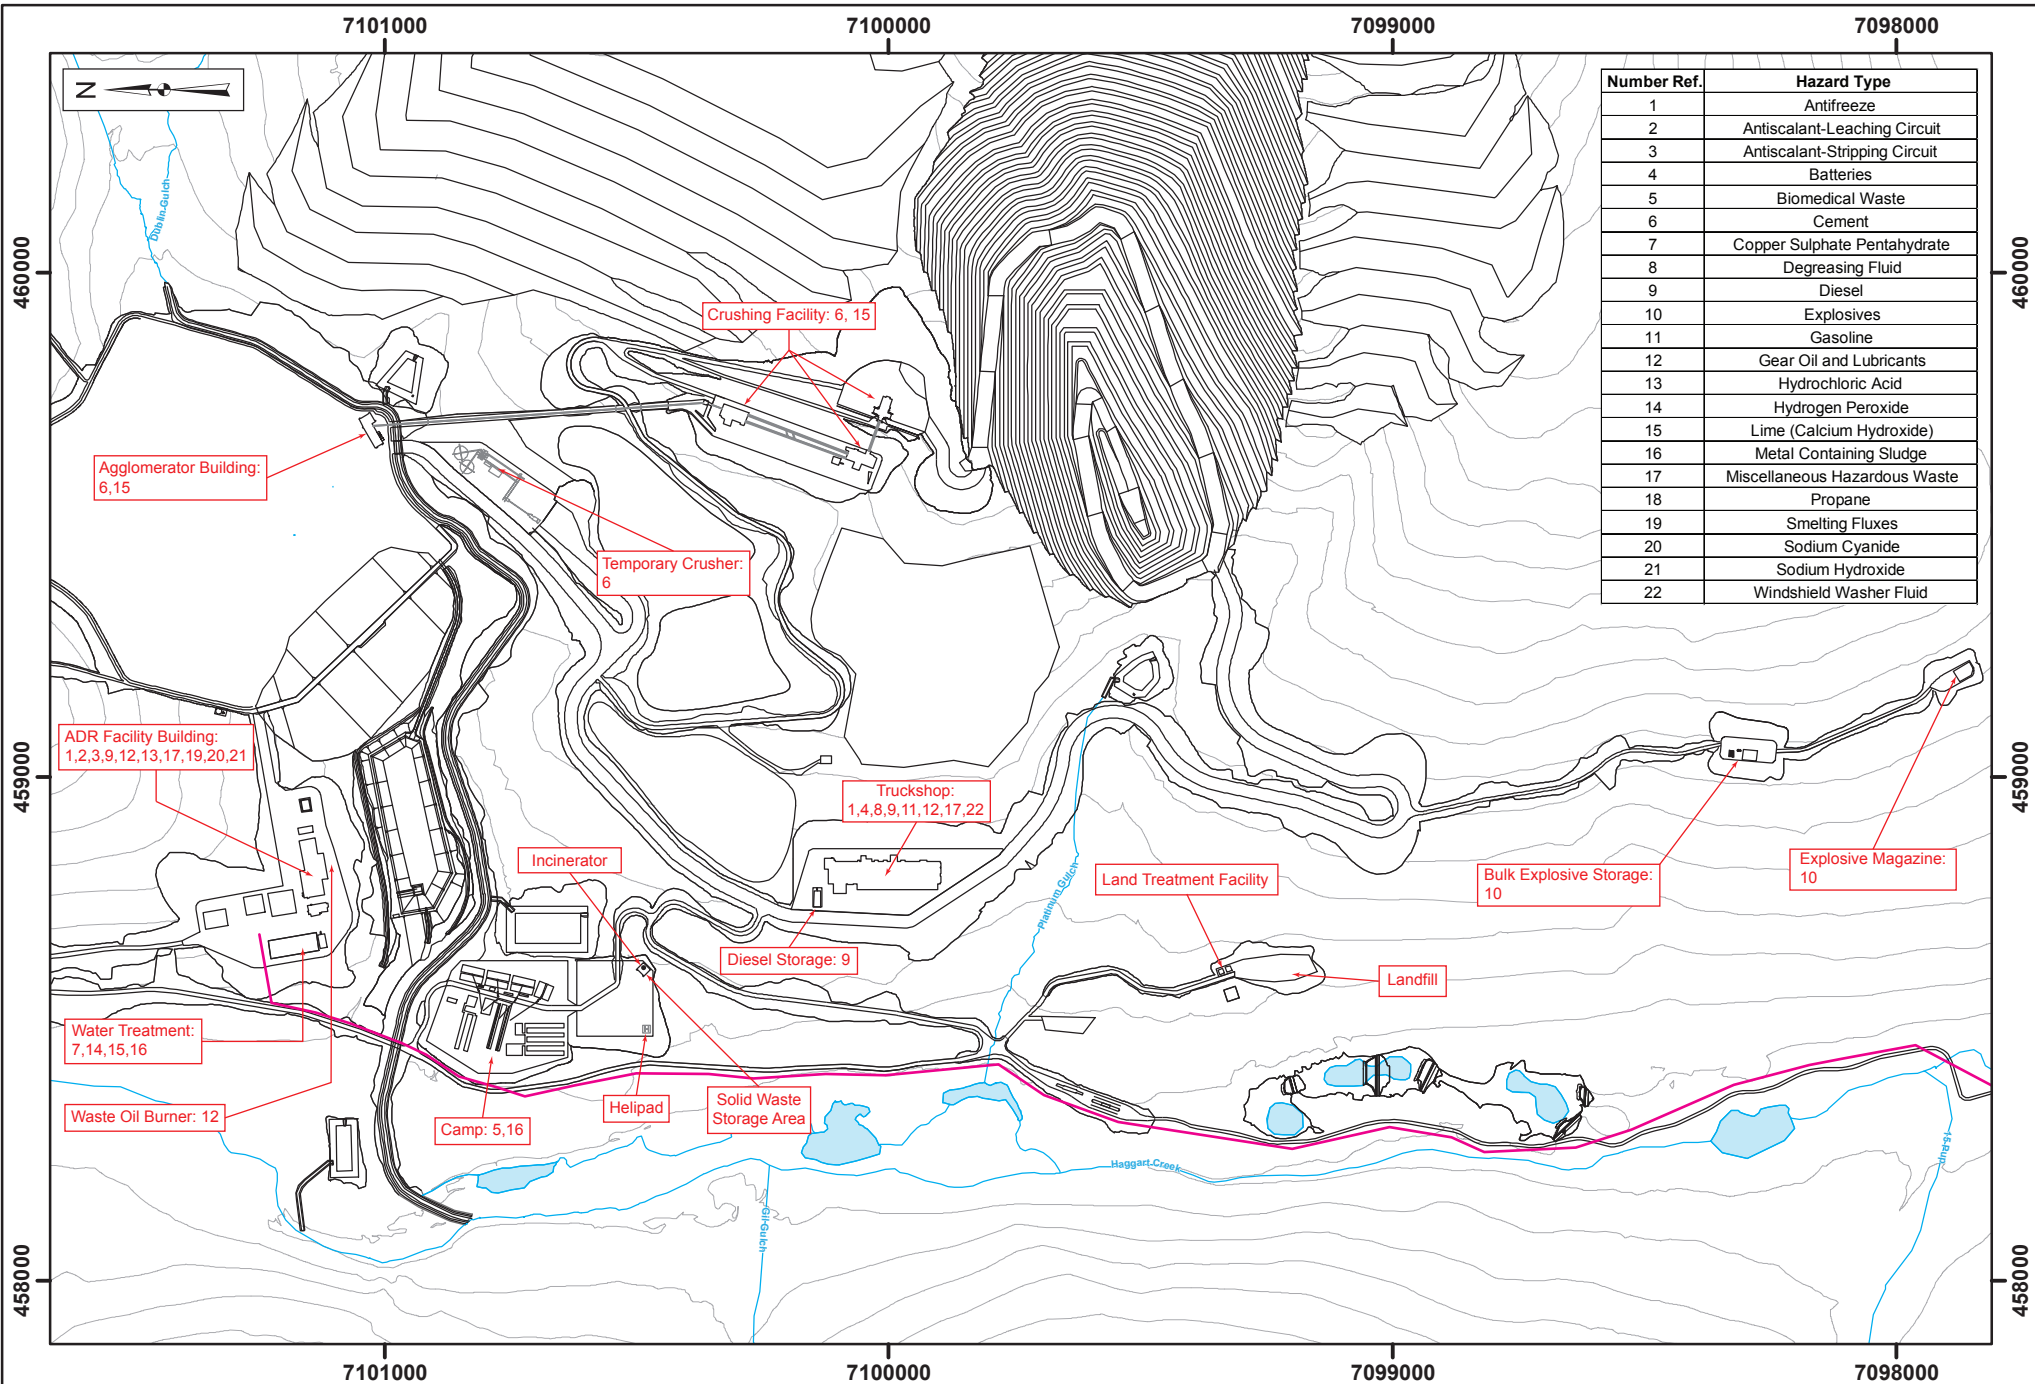 7101000 7100000 7099000 7098000
N
Number Ref. Hazard Type
1 Antifreeze
2 Antiscalant-Leaching Circuit
3 Antiscalant-Stripping Circuit
4 Batteries
5 Biomedical Waste
6 Cement
7 Copper Sulphate Pentahydrate
8 Degreasing Fluid
9 Diesel
10 Explosives
11 Gasoline
12 Gear Oil and Lubricants
13 Hydrochloric Acid
14 Hydrogen Peroxide
15 Lime (Calcium Hydroxide)
16 Metal Containing Sludge
17 Miscellaneous Hazardous Waste
18 Propane
19 Smelting Fluxes
20 Sodium Cyanide
21 Sodium Hydroxide
22 Windshield Washer Fluid
Dublin Gulch
460000 460000
Crushing Facility: 6, 15
Agglomerator Building:
6,15
Temporary Crusher:
6
ADR Facility Building:
1,2,3,9,12,13,17,19,20,21
459000 459000
Truckshop:
1,4,8,9,11,12,17,22
Incinerator
Land Treatment Facility
Bulk Explosive Storage:
10
Explosive Magazine:
10
Platinum Gulch
Diesel Storage: 9
Landfill
Water Treatment:
7,14,15,16
Waste Oil Burner: 12
Camp: 5,16
Helipad
Solid Waste
Storage Area
Haggart Creek
15 Pup
Gil Gulch
458000 458000
7101000 7100000 7099000 7098000